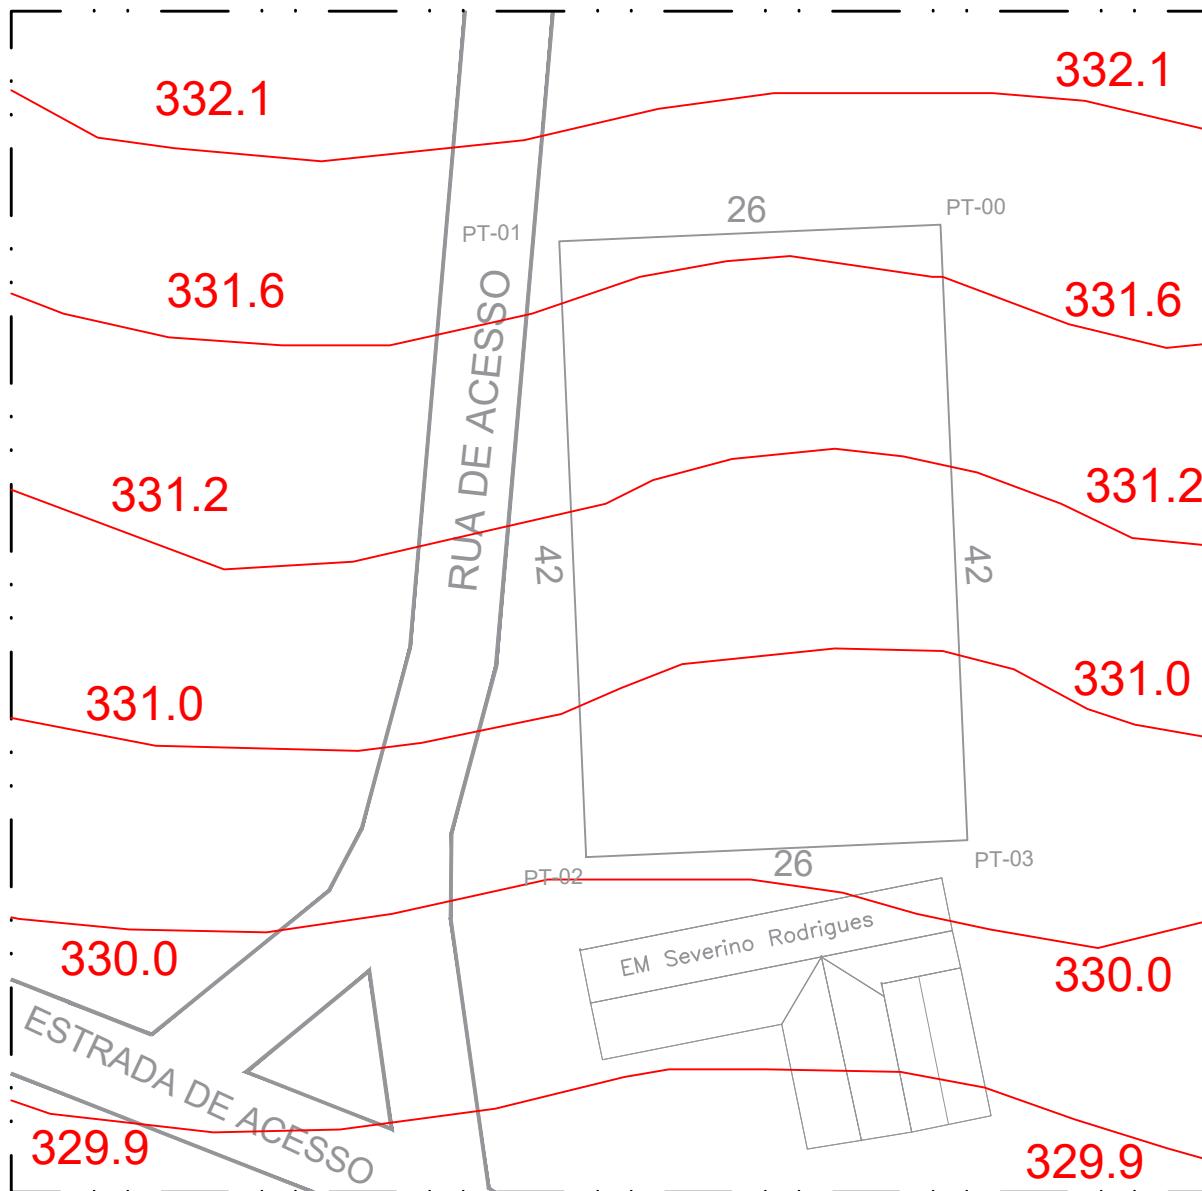 332.1
332.1
26
PT-00
PT-01
331.6
331.6
RUA DE ACESSO
331.2
331.2
42
42
331.0
331.0
26
PT-03
PT-02
EM Severino Rodrigues
330.0
330.0
ESTRADA DE ACESSO
329.9
329.9